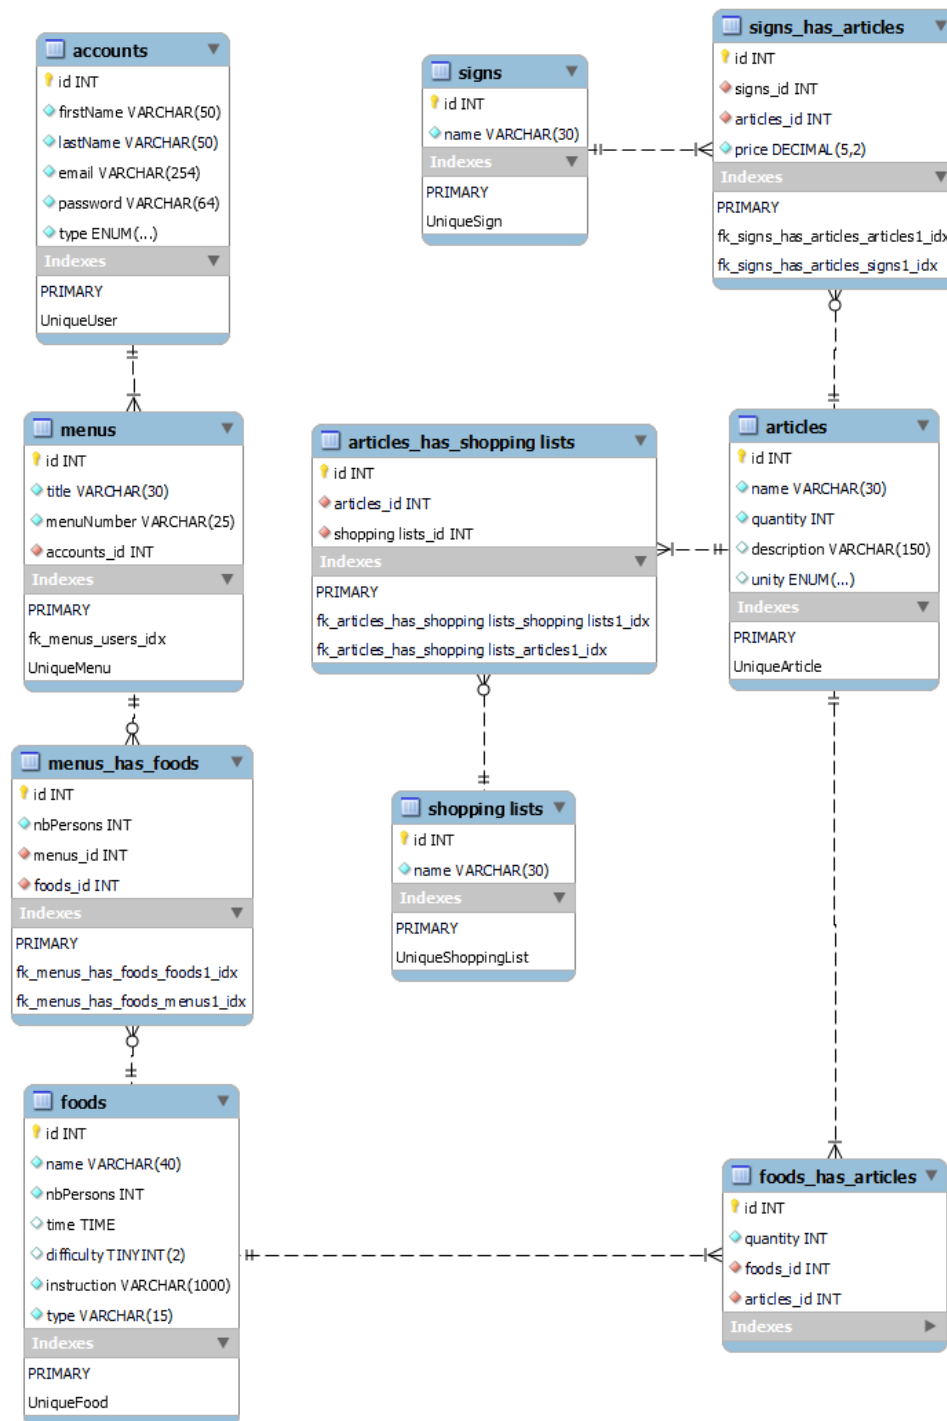 accounts
id INT
firstName VARCHAR(50)
lastName VARCHAR(50)
email VARCHAR(254)
password VARCHAR(64)
type ENUM(...)
Indexes
PRIMARY
UniqueUser
signs
id INT
name VARCHAR(30)
Indexes
PRIMARY
UniqueSign
signs_has_articles
id INT
signs_id INT
articles_id INT
price DECIMAL(5,2)
Indexes
PRIMARY
fk_signs_has_articles_articles1_idx
fk_signs_has_articles_signs1_idx
menus
id INT
title VARCHAR(30)
menuNumber VARCHAR(25)
accounts_id INT
Indexes
PRIMARY
fk_menus_users_idx
UniqueMenu
articles_has_shopping lists
id INT
articles_id INT
shopping lists_id INT
Indexes
PRIMARY
fk_articles_has_shopping lists_shopping lists1_idx
fk_articles_has_shopping lists_articles1_idx
articles
id INT
name VARCHAR(30)
quantity INT
description VARCHAR(150)
unity ENUM(...)
Indexes
PRIMARY
UniqueArticle
menus_has_foods
id INT
nbPersons INT
menus_id INT
foods_id INT
Indexes
PRIMARY
fk_menus_has_foods_foods1_idx
fk_menus_has_foods_menus1_idx
shopping lists
id INT
name VARCHAR(30)
Indexes
PRIMARY
UniqueShoppingList
foods
id INT
name VARCHAR(40)
nbPersons INT
time TIME
difficulty TINYINT(2)
instruction VARCHAR(1000)
type VARCHAR(15)
Indexes
PRIMARY
UniqueFood
foods_has_articles
id INT
quantity INT
foods_id INT
articles_id INT
Indexes